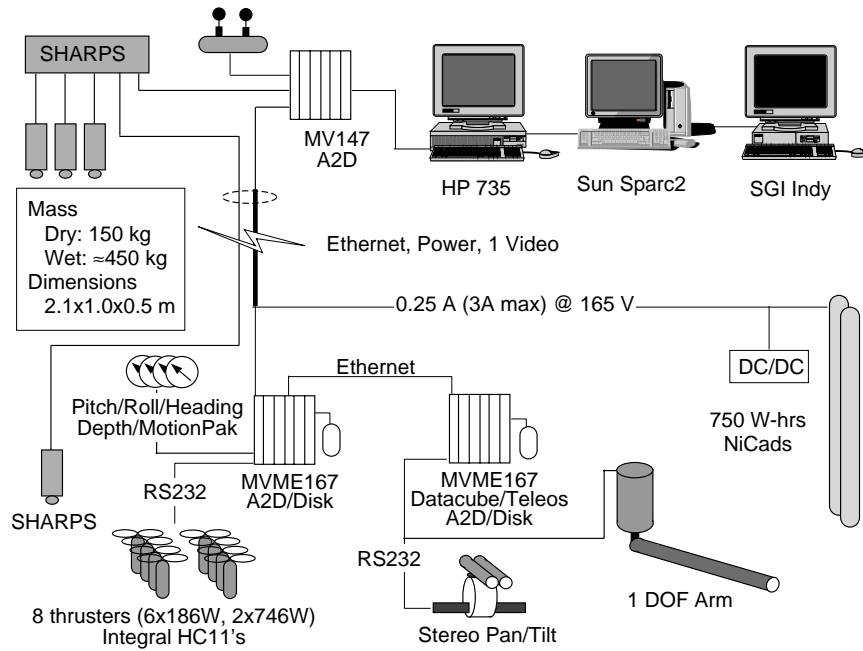 SHARPS
MV147
A2D
HP 735
Sun Sparc2
SGI Indy
Mass
Dry: 150 kg
Wet: ≈450 kg
Dimensions
2.1x1.0x0.5 m
Ethernet, Power, 1 Video
0.25 A (3A max) @ 165 V
DC/DC
750 W-hrs
NiCads
Ethernet
Pitch/Roll/Heading
Depth/MotionPak
MVME167
A2D/Disk
MVME167
Datacube/Teleos
A2D/Disk
RS232
SHARPS
RS232
8 thrusters (6x186W, 2x746W)
Integral HC11's
Stereo Pan/Tilt
1 DOF Arm